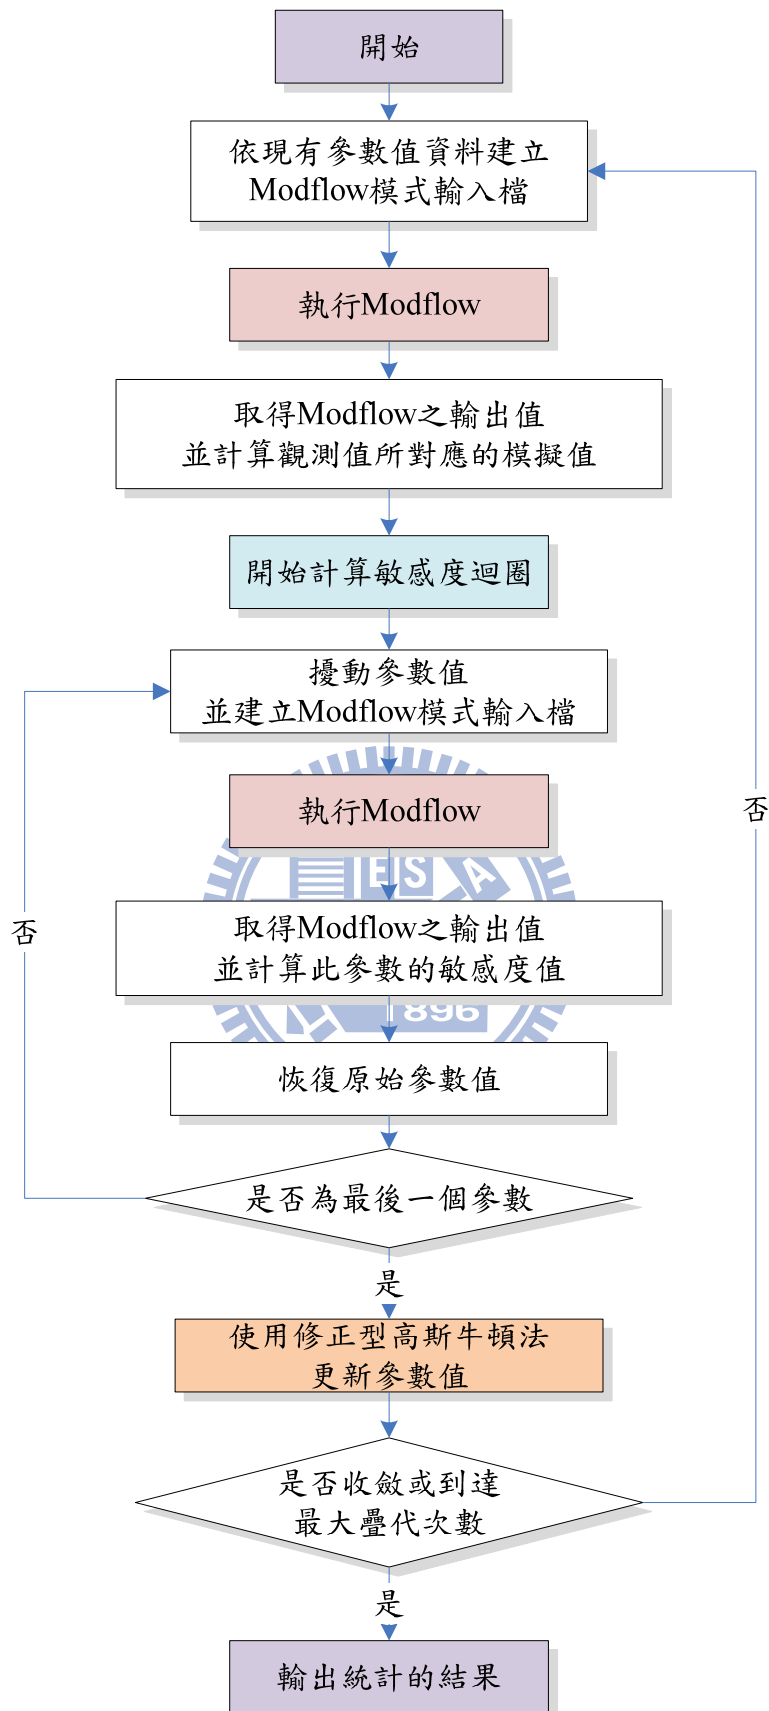 開始
依現有參數值資料建立
Modflow模式輸入檔
執行Modflow
取得Modflow之輸出值
並計算觀測值所對應的模擬值
開始計算敏感度迴圈
擾動參數值
並建立Modflow模式輸入檔
執行Modflow
否
ESA
取得Modflow之輸出值
並計算此參數的敏感度值
否
1896
恢復原始參數值
是否為最後一個參數
是
使用修正型高斯牛頓法
更新參數值
是否收斂或到達
最大疊代次數
是
輸出統計的結果